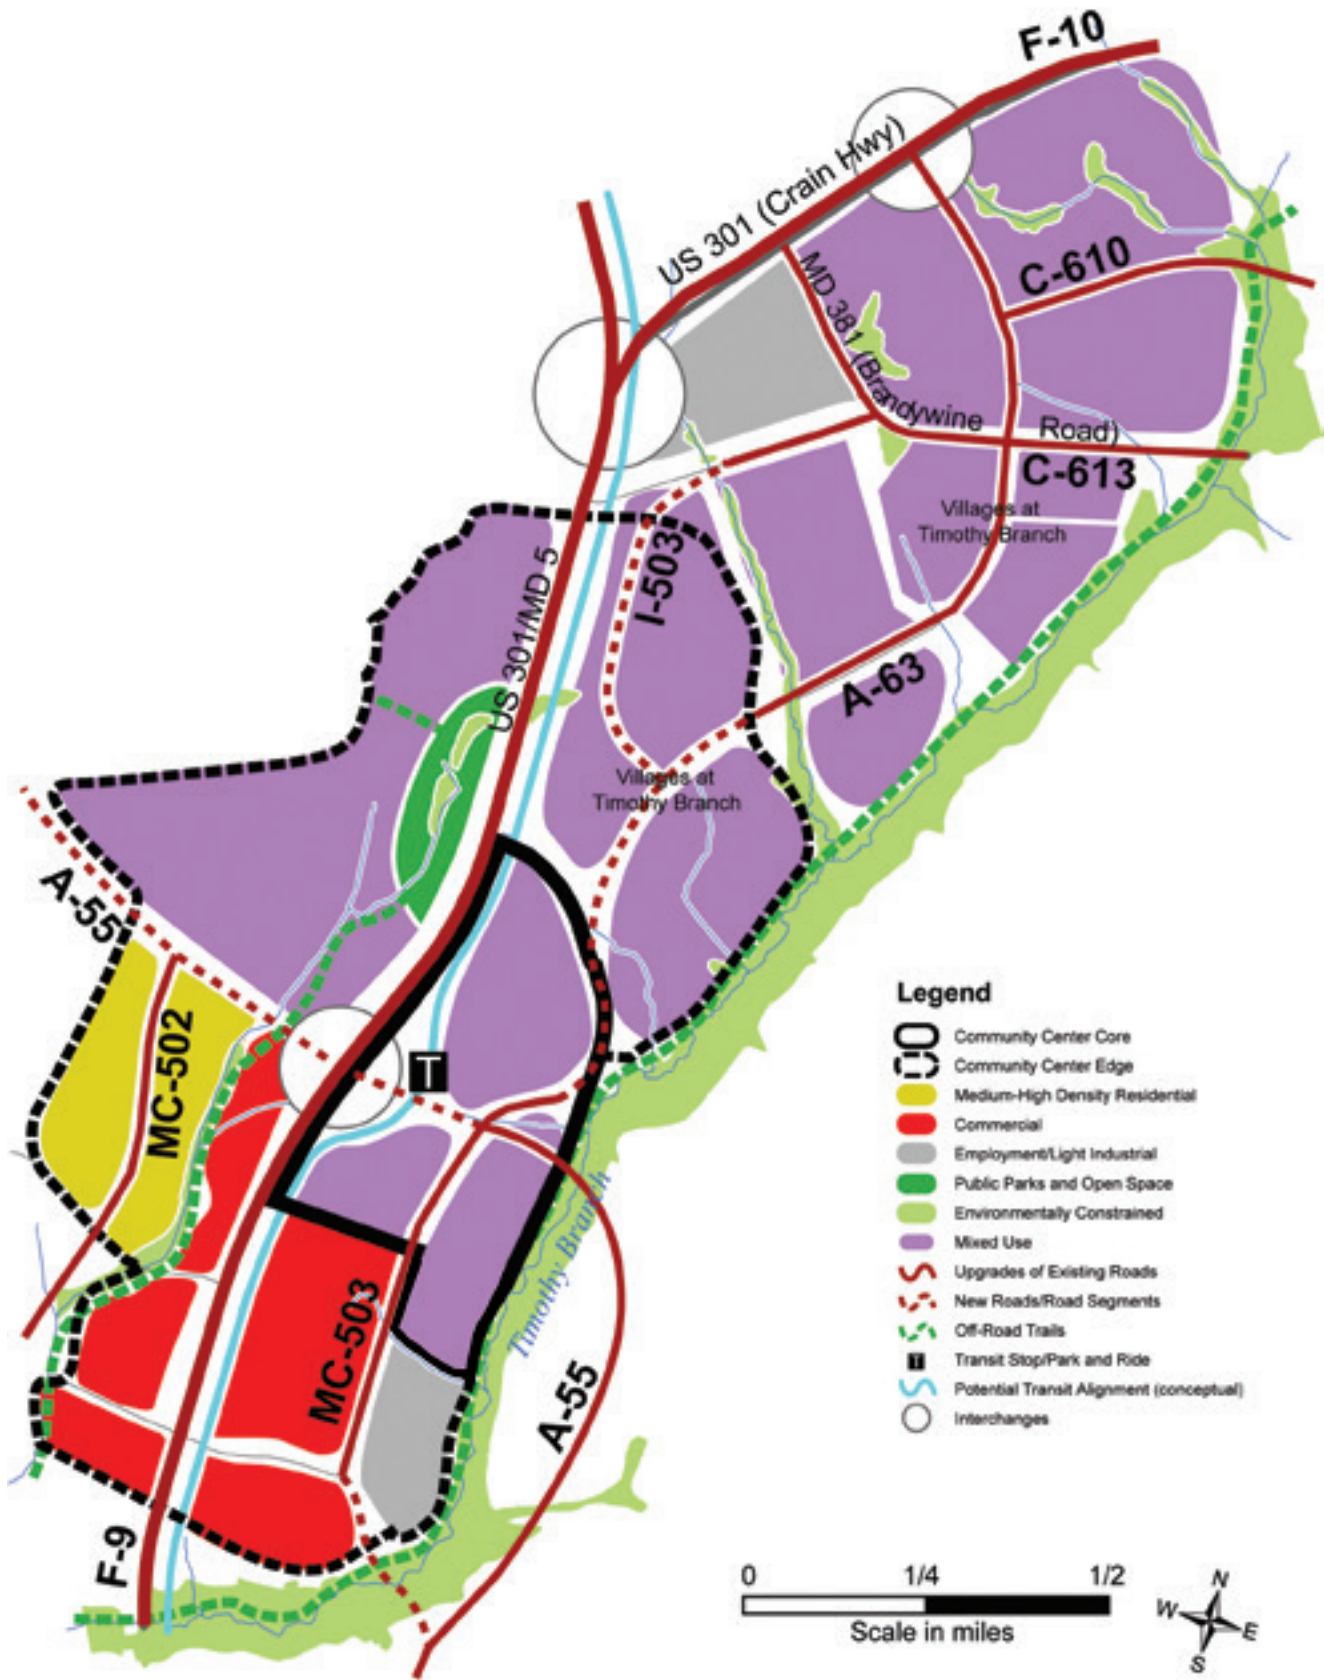 F-10
US 301 (Crain Hwy)
MD 381 (Brandywine Road)
C-610
C-613
Villages at
Timothy Branch
I-503
US 301/MD 5
A-63
Villages at
Timothy Branch
A-55
MC-502
T
Timothy Branch
MC-503
A-55
F-9
Legend
Community Center Core
Community Center Edge
Medium-High Density Residential
Commercial
Employment/Light Industrial
Public Parks and Open Space
Environmentally Constrained
Mixed Use
Upgrades of Existing Roads
New Roads/Road Segments
Off-Road Trails
T Transit Stop/Park and Ride
Potential Transit Alignment (conceptual)
Interchanges
0 1/4 1/2
Scale in miles
N
W
E
S